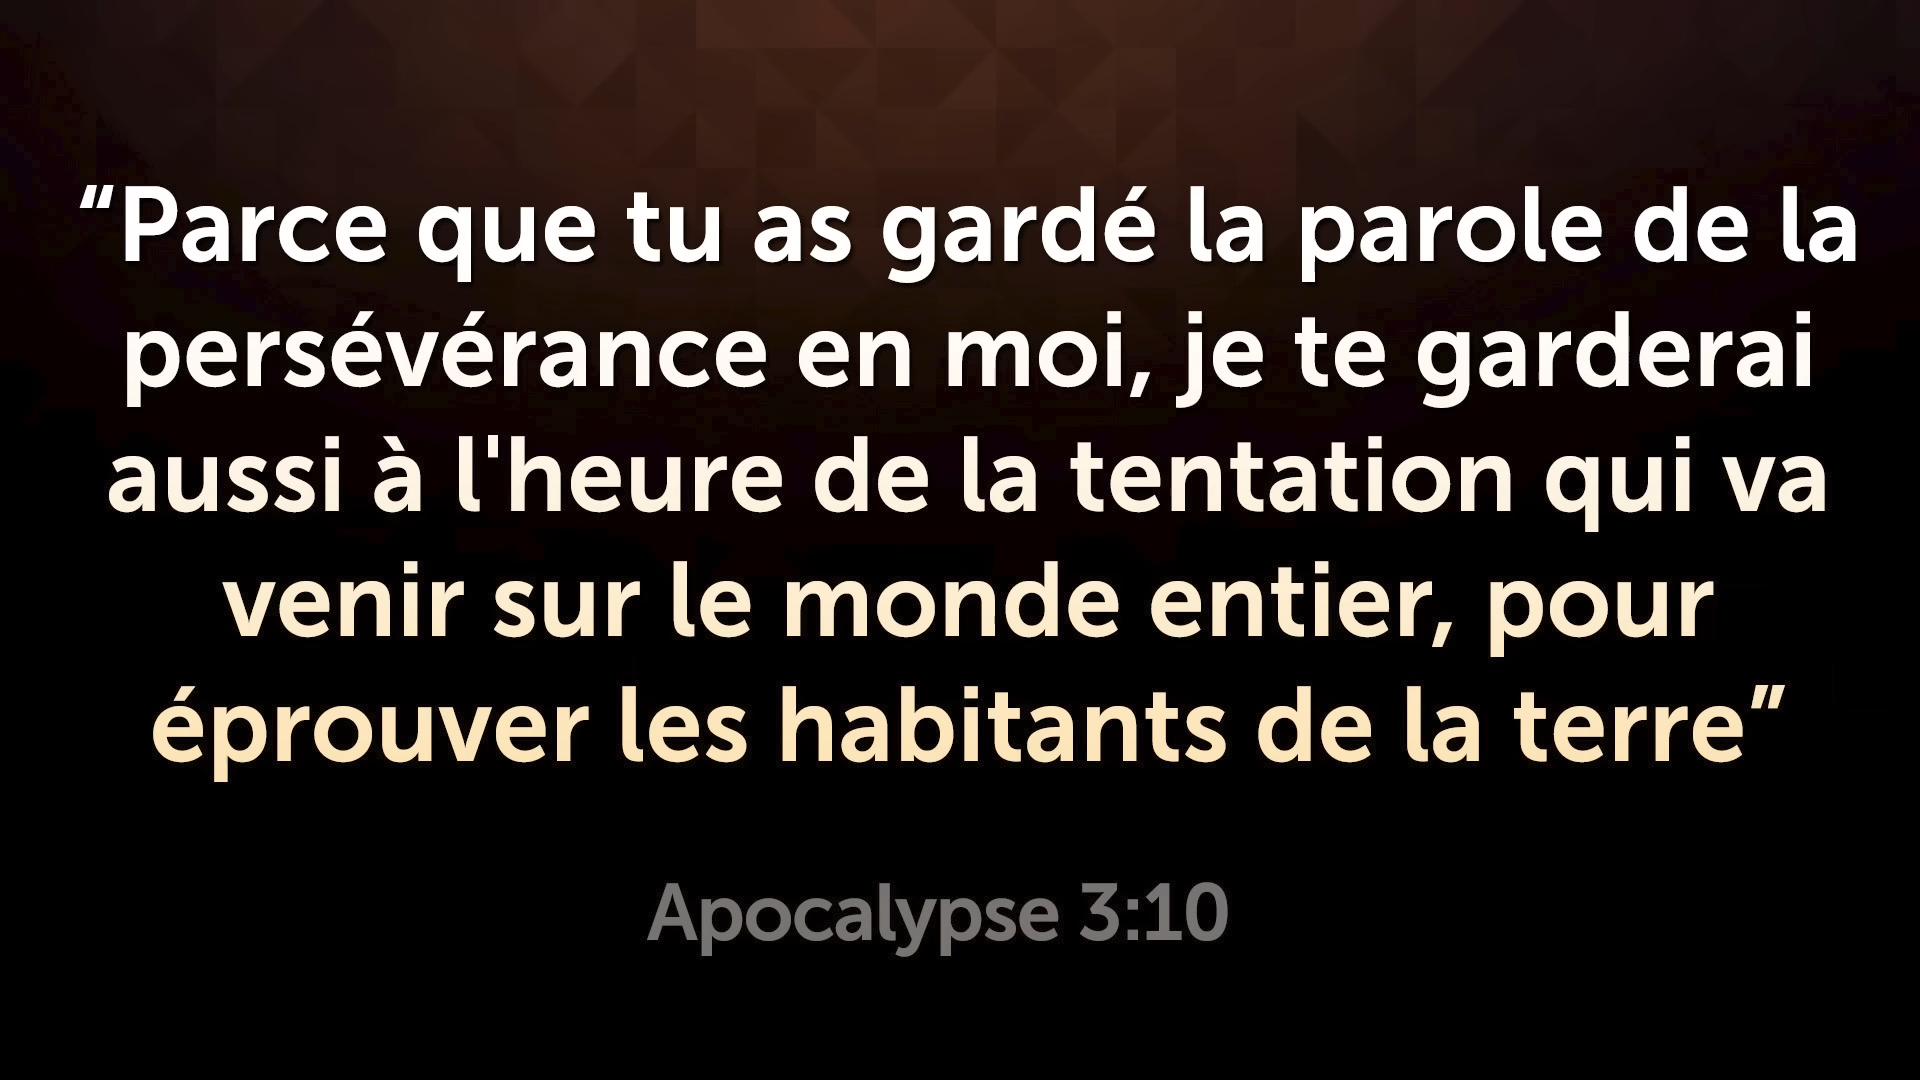 “Parce que tu as gardé la parole de la
persévérance en moi, je te garderai
aussi à l'heure de la tentation qui va
venir sur le monde entier, pour
éprouver les habitants de la terre”
Apocalypse 3:10